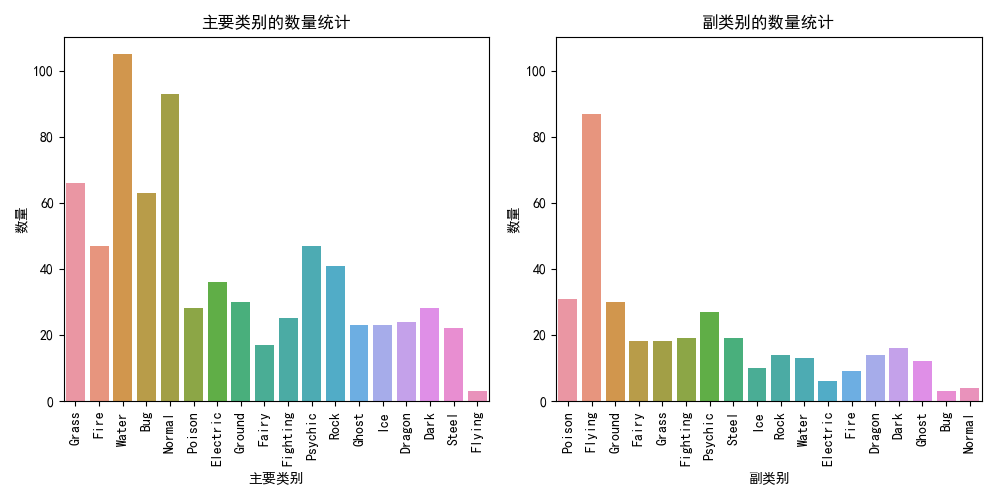 主要类别的数量统计
数量
100
80
60
40
20
0
Grass
Fire
Water
Bug
Normal
Poison
Electric
Ground
Fairy
Fighting
Psychic
Rock
Ghost
Ice
Dragon
Dark
Steel
Flying
主要类别
副类别的数量统计
数量
100
80
60
40
20
0
Poison
Flying
Ground
Fairy
Grass
Fighting
Psychic
Steel
Ice
Rock
Water
Electric
Fire
Dragon
Dark
Ghost
Bug
Normal
副类别